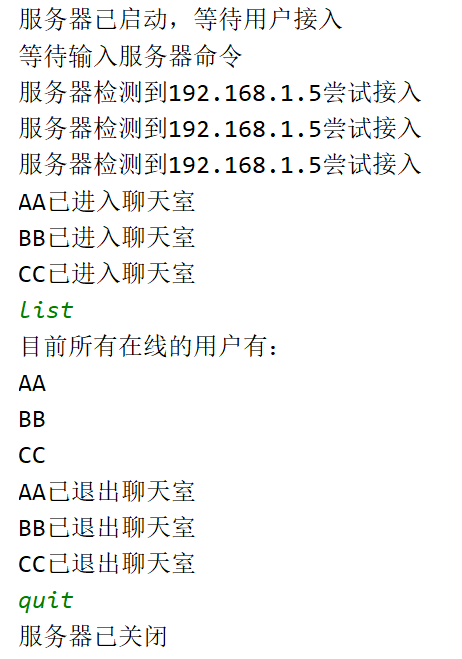 服务器已启动，等待用户接入
等待输入服务器命令
服务器检测到192.168.1.5尝试接入
服务器检测到192.168.1.5尝试接入
服务器检测到192.168.1.5尝试接入
AA已进入聊天室
BB已进入聊天室
CC已进入聊天室
list
目前所有在线的用户有：
AA
BB
CC
AA已退出聊天室
BB已退出聊天室
CC已退出聊天室
quit
服务器已关闭